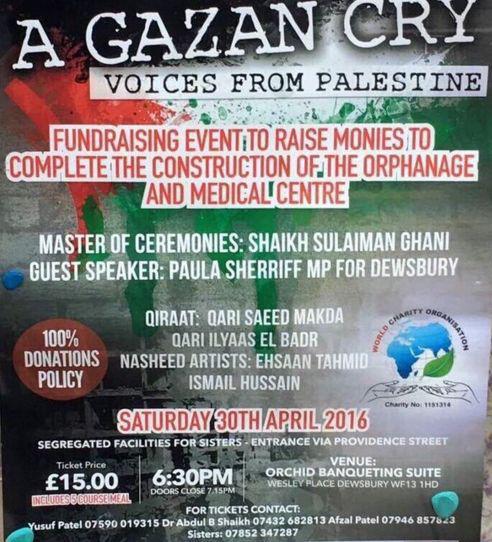 A GAZAN CRY
VOICES FROM PALESTINE
FUNDRAISING EVENT TO RAISE MONIES TO
COMPLETE THE CONSTRUCTION OF THE ORPHANAGE
AND MEDICAL CENTRE
MASTER OF CEREMONIES: SHAIKH SULAIMAN GHANI
GUEST SPEAKER: PAULA SHERRIFF MP FOR DEWSBURY
QIRAAT: QARI SAEED MAKDA
QARI ILYAAS EL BADR
NASHEED ARTISTS: EHSAAN TAHMID
ISMAIL HUSSAIN
100%
DONATIONS
POLICY
WORLD CHARITY ORGANISATION
Charity No: 1151314
SATURDAY 30TH APRIL 2016
SEGREGATED FACILITIES FOR SISTERS - ENTRANCE VIA PROVIDENCE STREET
Ticket Price
£15.00
INCLUDES 5 COURSE MEAL
6:30PM
DOORS CLOSE 7.15PM
VENUE:
ORCHID BANQUETING SUITE
WESLEY PLACE DEWSBURY WF13 1HD
FOR TICKETS CONTACT:
Yusuf Patel 07590 019315 Dr Abdul B Shaikh 07432 682813 Afzal Patel 07946 857823
Sisters: 07852 347287